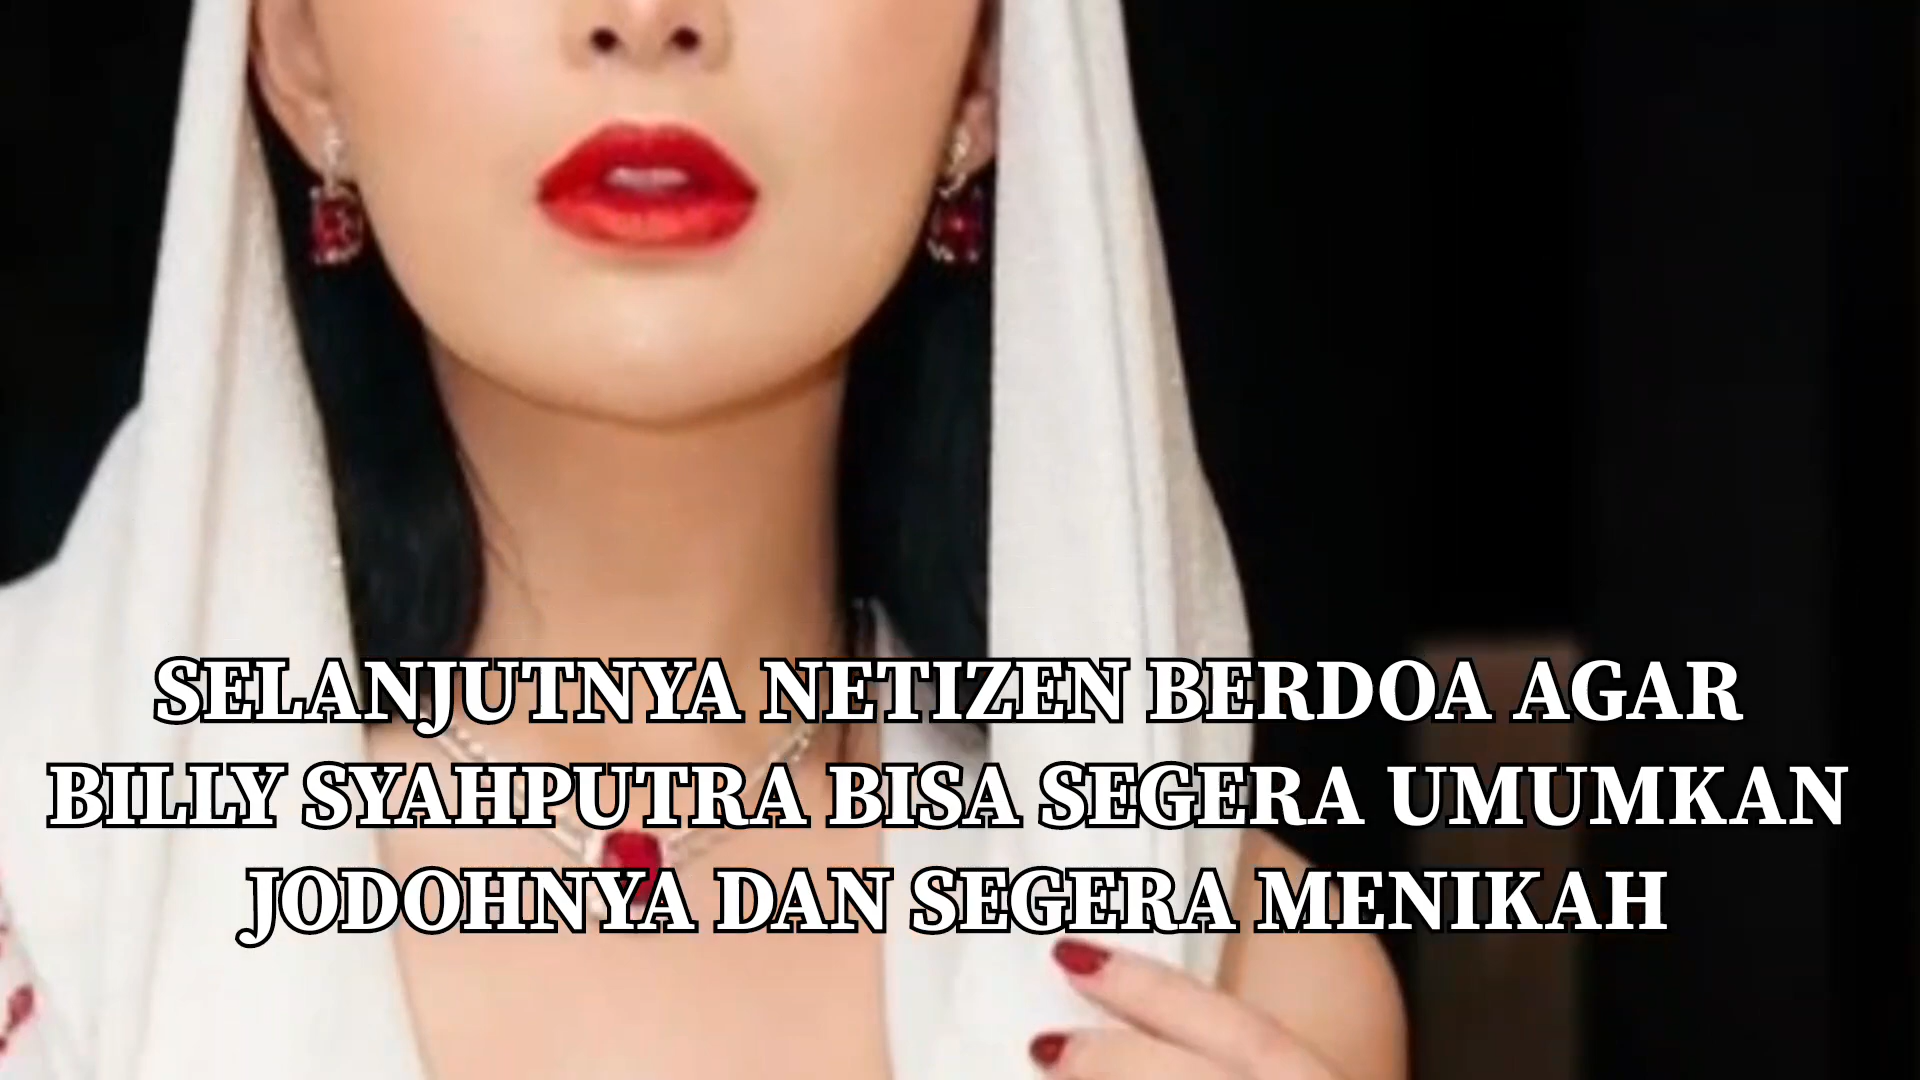 SELANJUTNYA NETIZEN BERDOA AGAR
BILLY SYAHPUTRA BISA SEGERA UMUMKAN
JODOHNYA DAN SEGERA MENIKAH